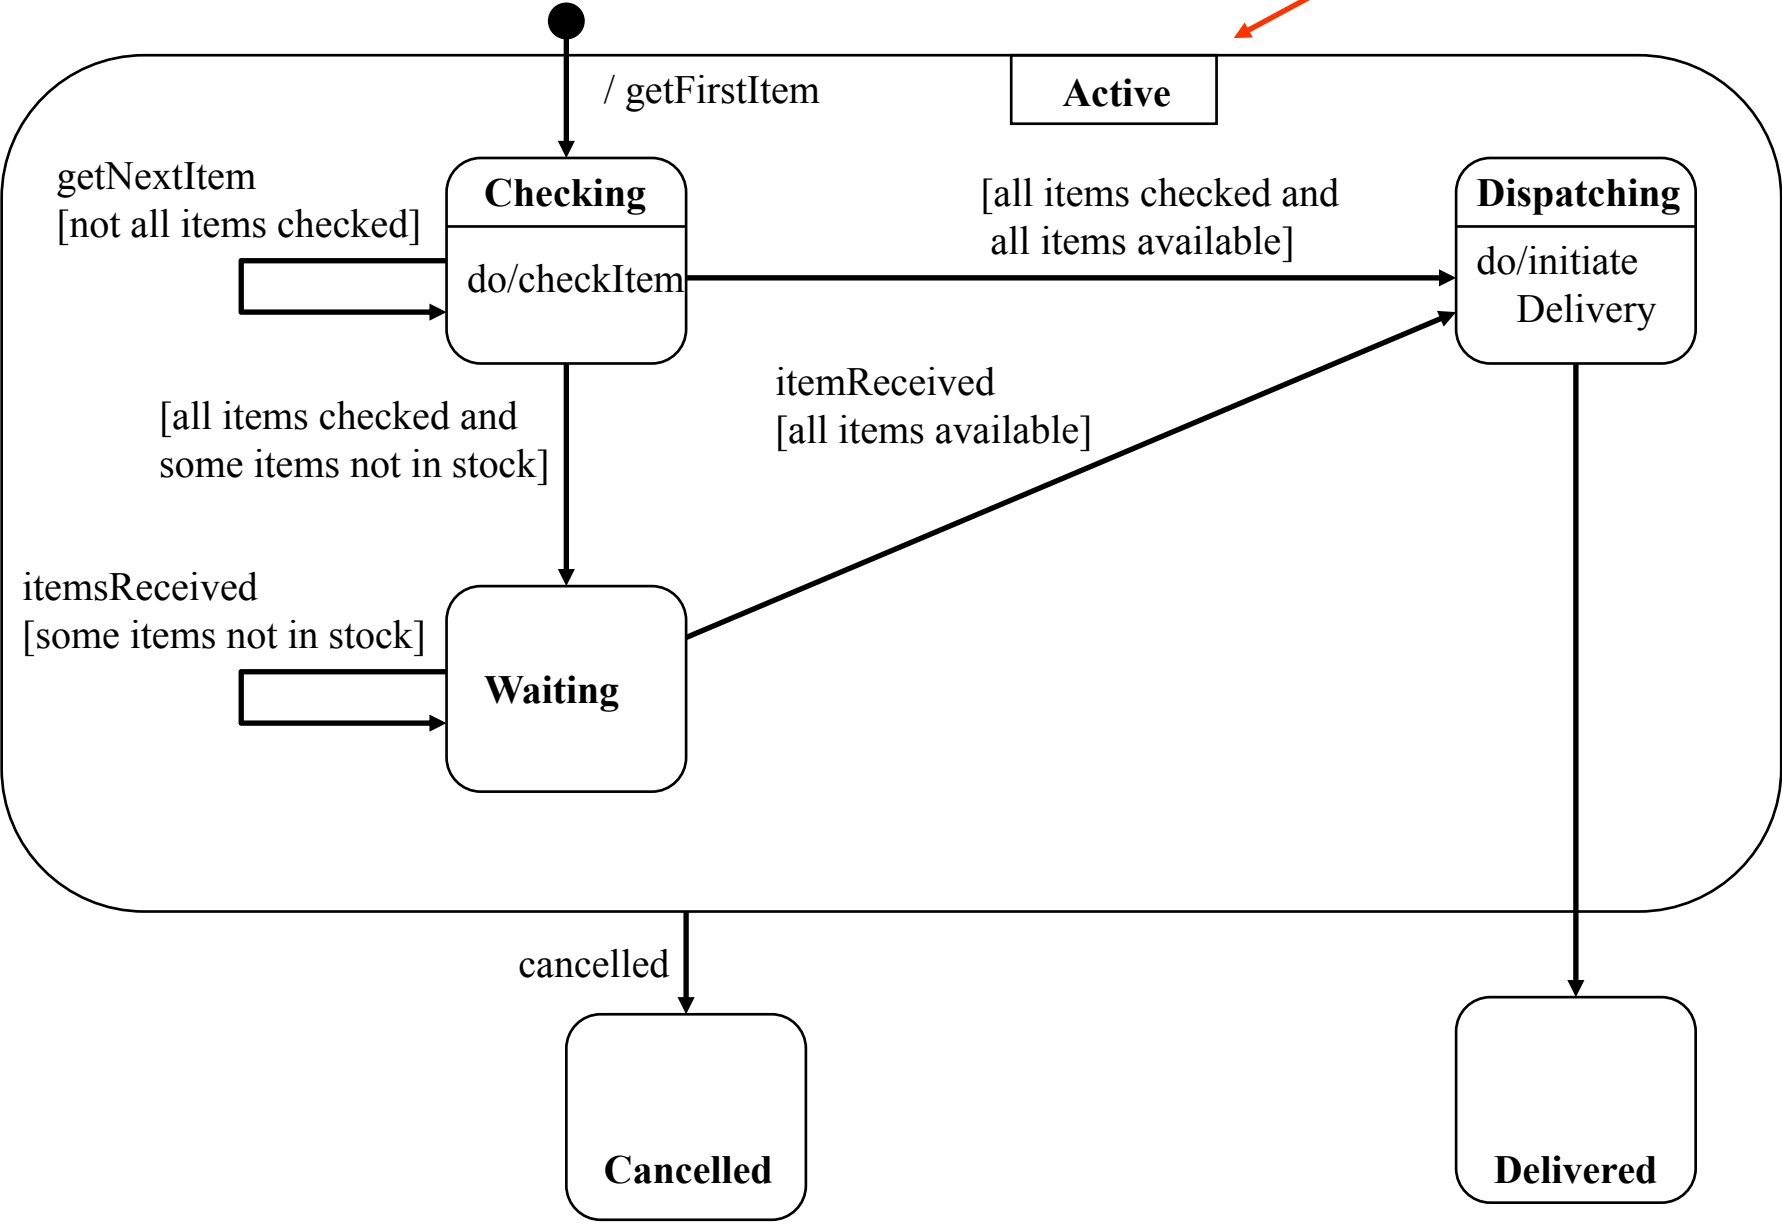 / getFirstItem
Active
getNextItem
[not all items checked]
Checking
do/checkItem
[all items checked and
all items available]
Dispatching
do/initiate
Delivery
[all items checked and
some items not in stock]
itemReceived
[all items available]
itemsReceived
[some items not in stock]
Waiting
cancelled
Cancelled
Delivered